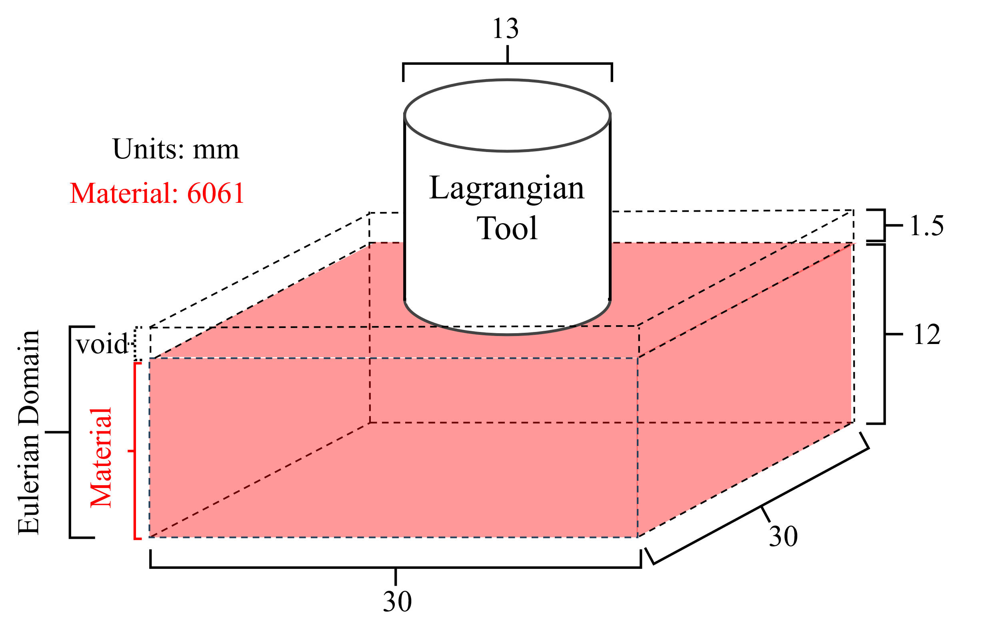 13
Units: mm
Material: 6061
Lagrangian
Tool
1.5
12
void
Eulerian Domain
Material
30
30